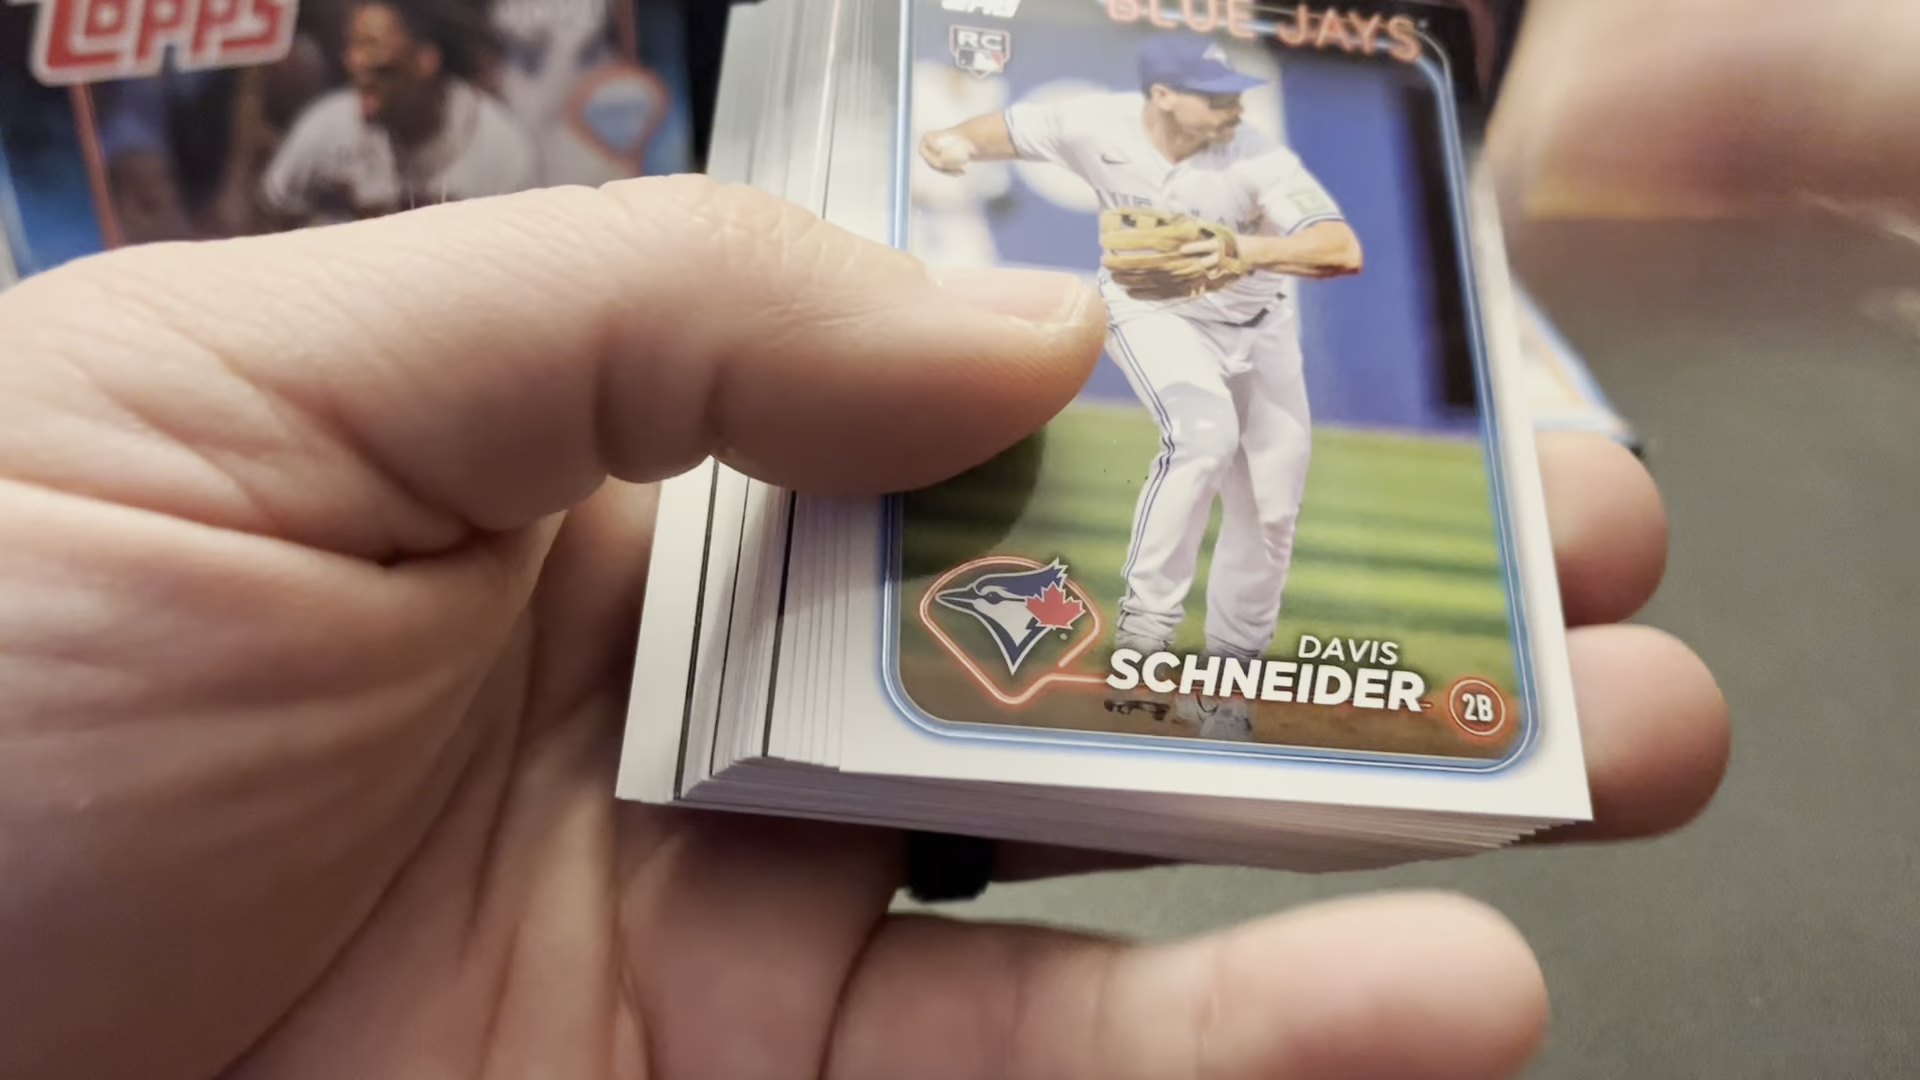 Topps
Topps
BLUE JAYS
RC
DAVIS
SCHNEIDER
2B